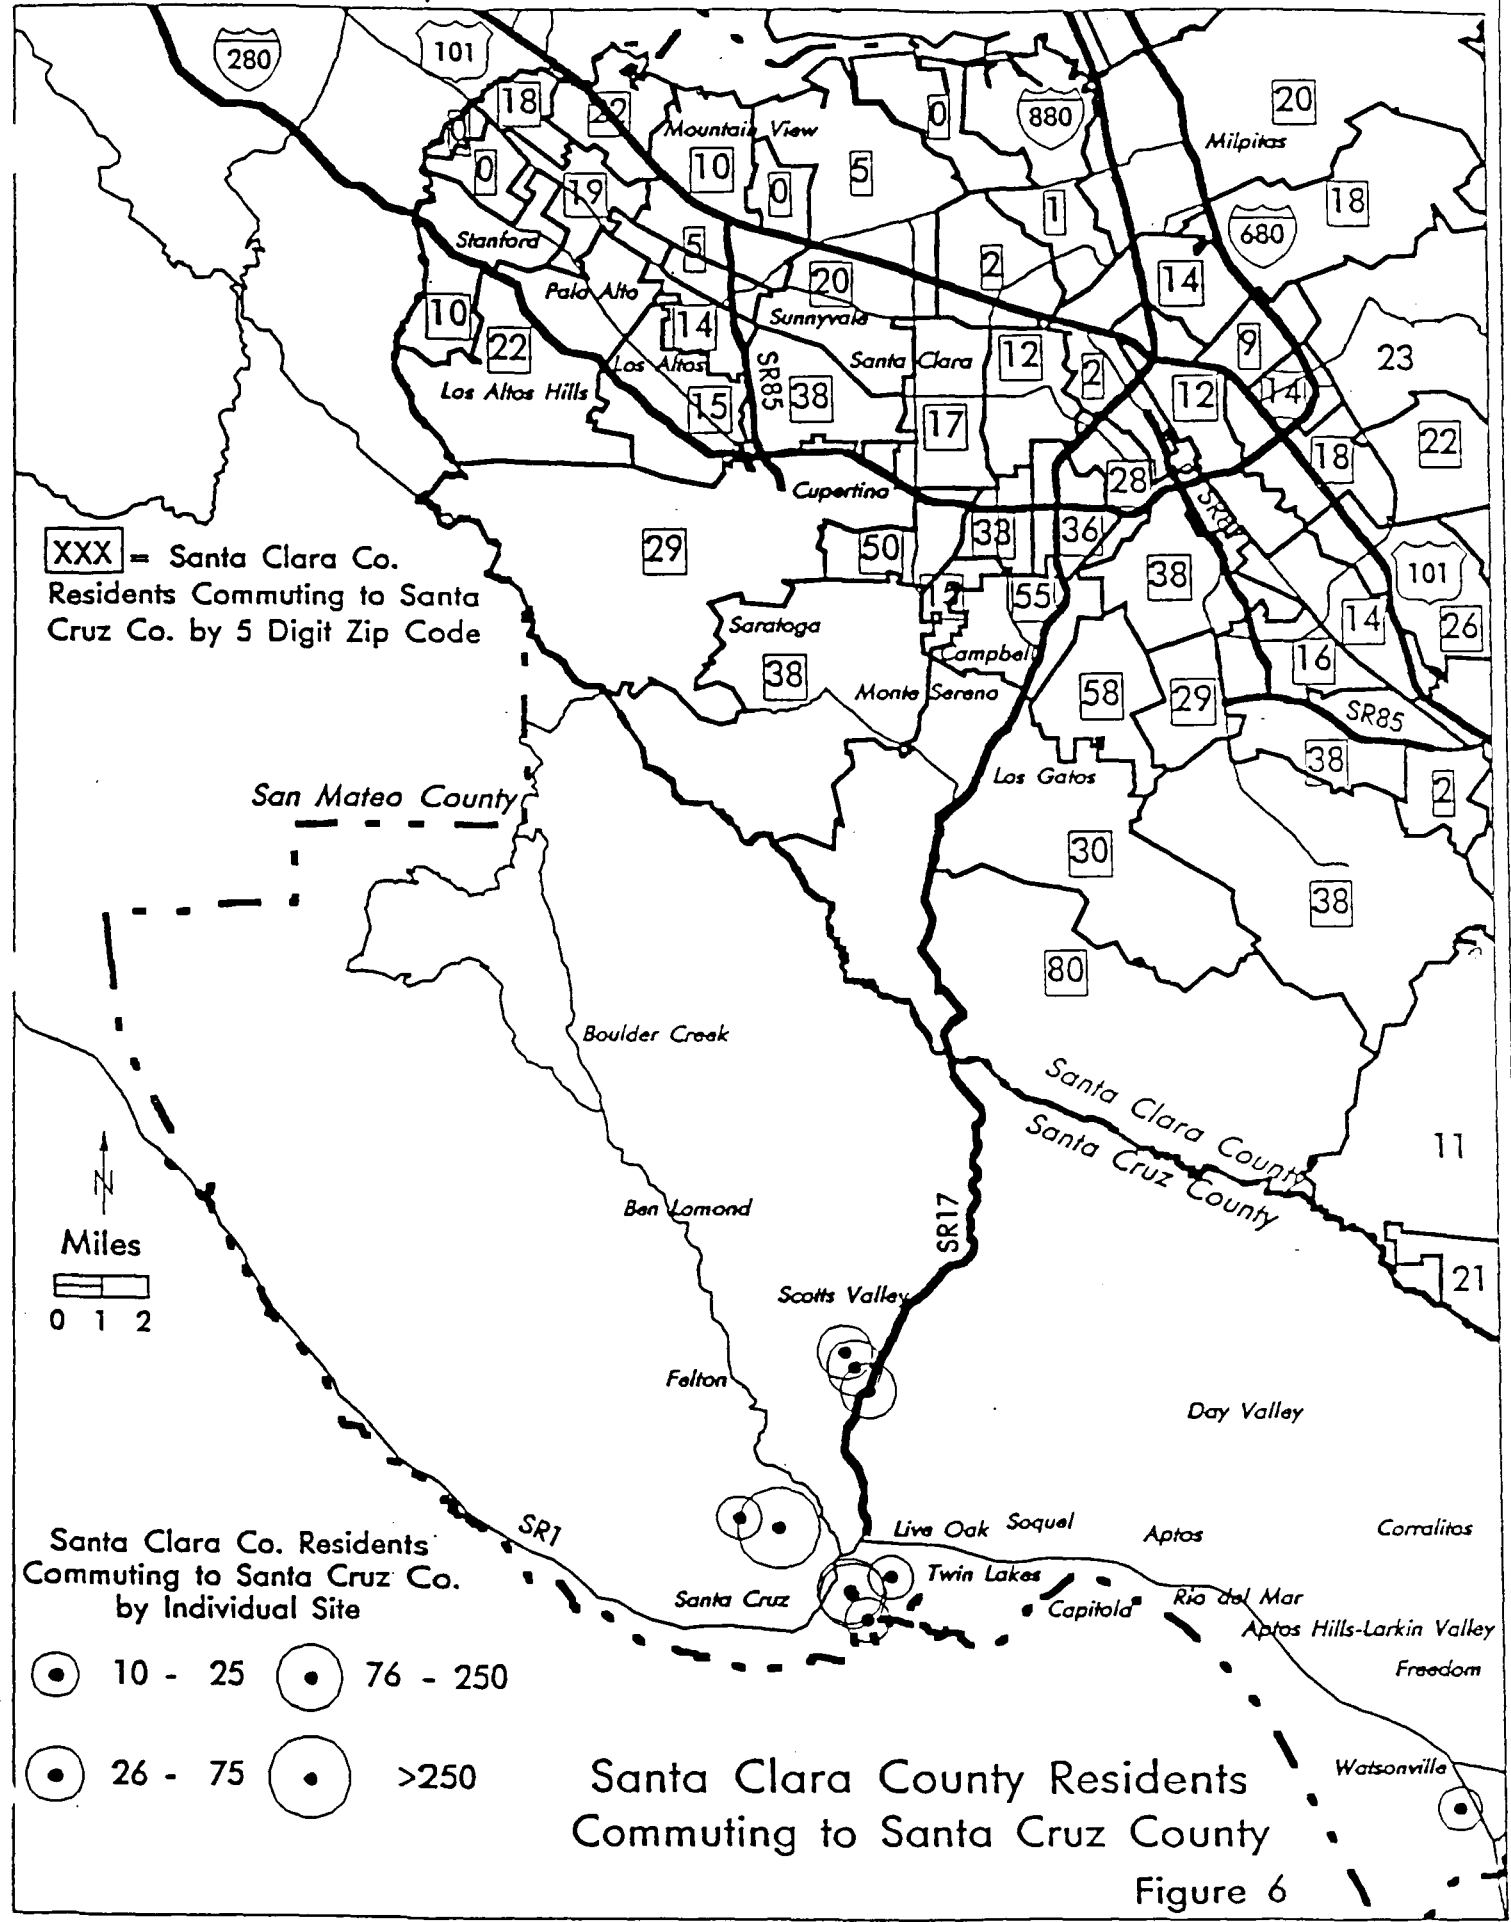 280
101
18
22
0
20
Mountain View
880
Milpitas
0
19
10
0
5
1
18
680
Stanford
5
2
20
14
Palo Alto
10
Sunnyvale
14
22
Los Altos
Santa Clara
12
2
9
23
Los Altos Hills
15
SR85
38
12
14
17
22
18
28
Cupertino
SR87
XXX = Santa Clara Co.
Residents Commuting to Santa
Cruz Co. by 5 Digit Zip Code
29
50
33
36
38
101
55
14
26
Saratoga
Campbell
16
38
Monte Sereno
58
29
SR85
38
2
San Mateo County
Los Gatos
30
38
80
Boulder Creek
Santa Clara County
Santa Cruz County
11
N
Miles
0 1 2
Ben Lomond
SR17
21
Scotts Valley
Felton
Day Valley
SR1
Live Oak
Soquel
Aptos
Corralitos
Santa Clara Co. Residents
Commuting to Santa Cruz Co.
by Individual Site
Santa Cruz
Twin Lakes
Capitola
Rio del Mar
Aptos Hills-Larkin Valley
Freedom
10 - 25
76 - 250
26 - 75
>250
Watsonville
Santa Clara County Residents
Commuting to Santa Cruz County
Figure 6